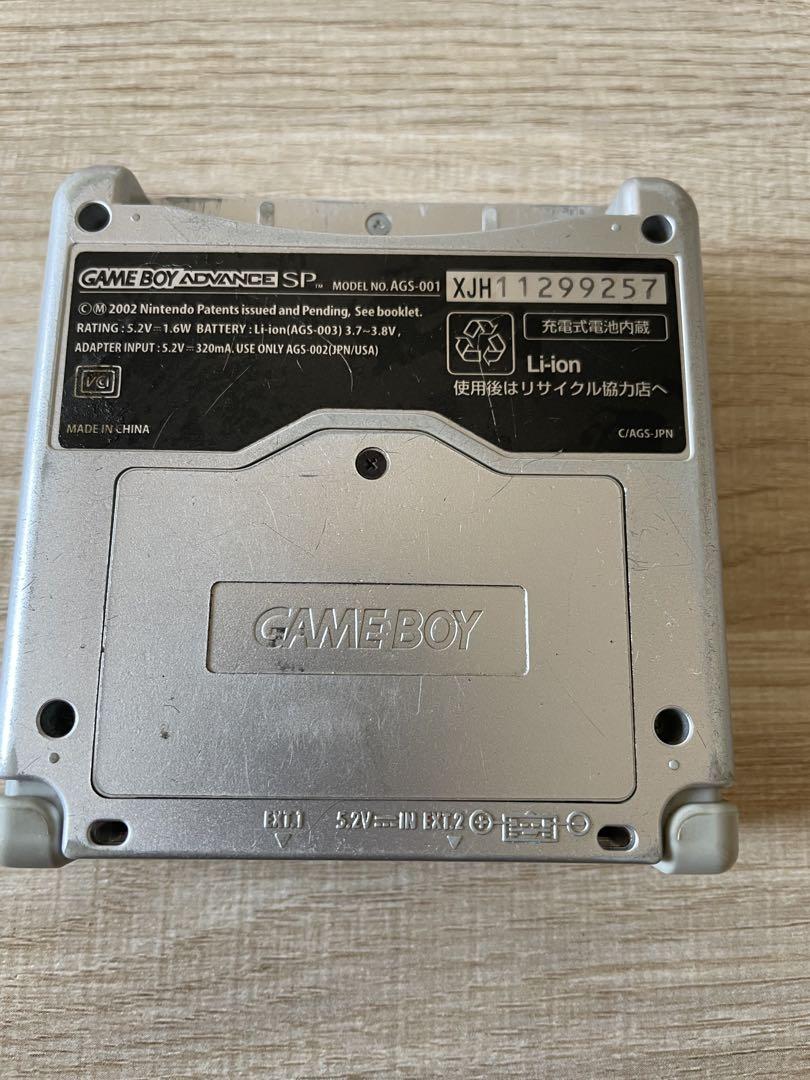 GAME BOY ADVANCE SP™ MODEL NO. AGS-001 XJH11299257
©Ⓜ 2002 Nintendo Patents issued and Pending, See booklet.
RATING : 5.2V⎓1.6W BATTERY : Li-ion(AGS-003) 3.7~3.8V,
ADAPTER INPUT : 5.2V⎓320mA. USE ONLY AGS-002(JPN/USA)
充電式電池内蔵
Li-ion
使用後はリサイクル協力店へ
VCI
MADE IN CHINA
C/AGS-JPN
GAME BOY
EXT.1 5.2V⎓IN EXT.2